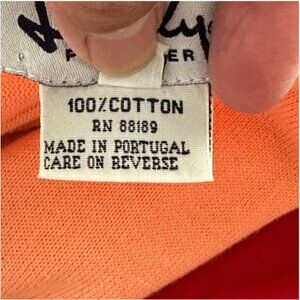 100% COTTON
RN 88189
MADE IN PORTUGAL
CARE ON REVERSE